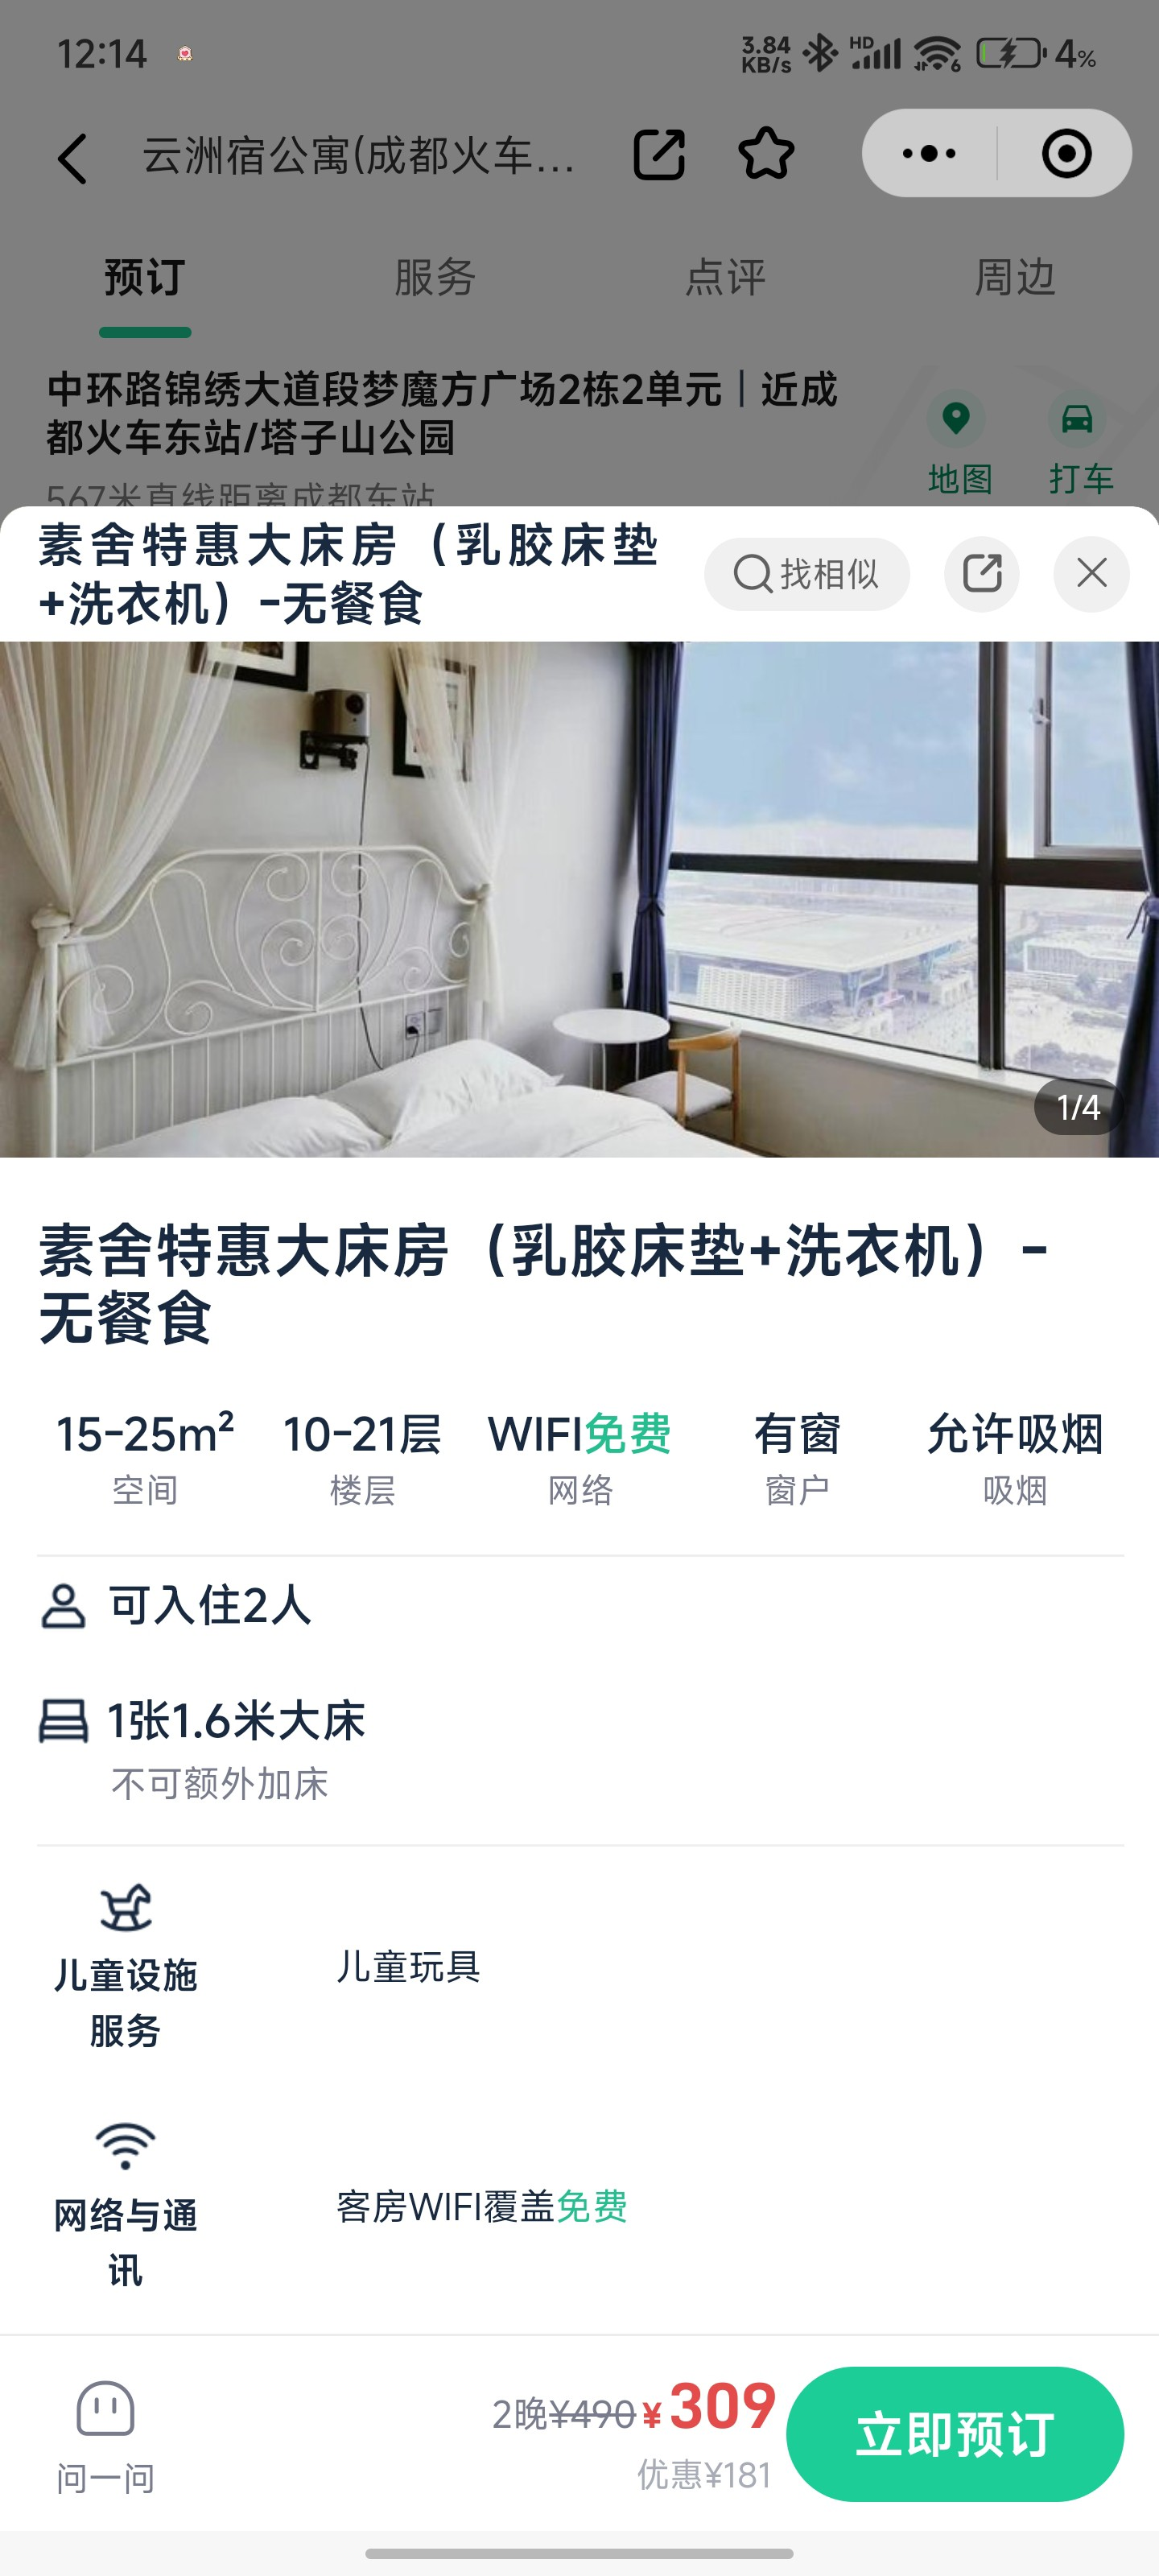 12:14
3.84 KB/s
HD
6
4%
云洲宿公寓(成都火车...
预订
服务
点评
周边
中环路锦绣大道段梦魔方广场2栋2单元｜近成
都火车东站/塔子山公园
地图
打车
567米直线距离成都东站
素舍特惠大床房（乳胶床垫
+洗衣机）-无餐食
找相似
1/4
素舍特惠大床房（乳胶床垫+洗衣机）-
无餐食
15-25m²
10-21层
WIFI免费
有窗
允许吸烟
空间
楼层
网络
窗户
吸烟
可入住2人
1张1.6米大床
不可额外加床
儿童设施
服务
儿童玩具
网络与通
讯
客房WIFI覆盖免费
问一问
2晚¥490¥309
优惠¥181
立即预订